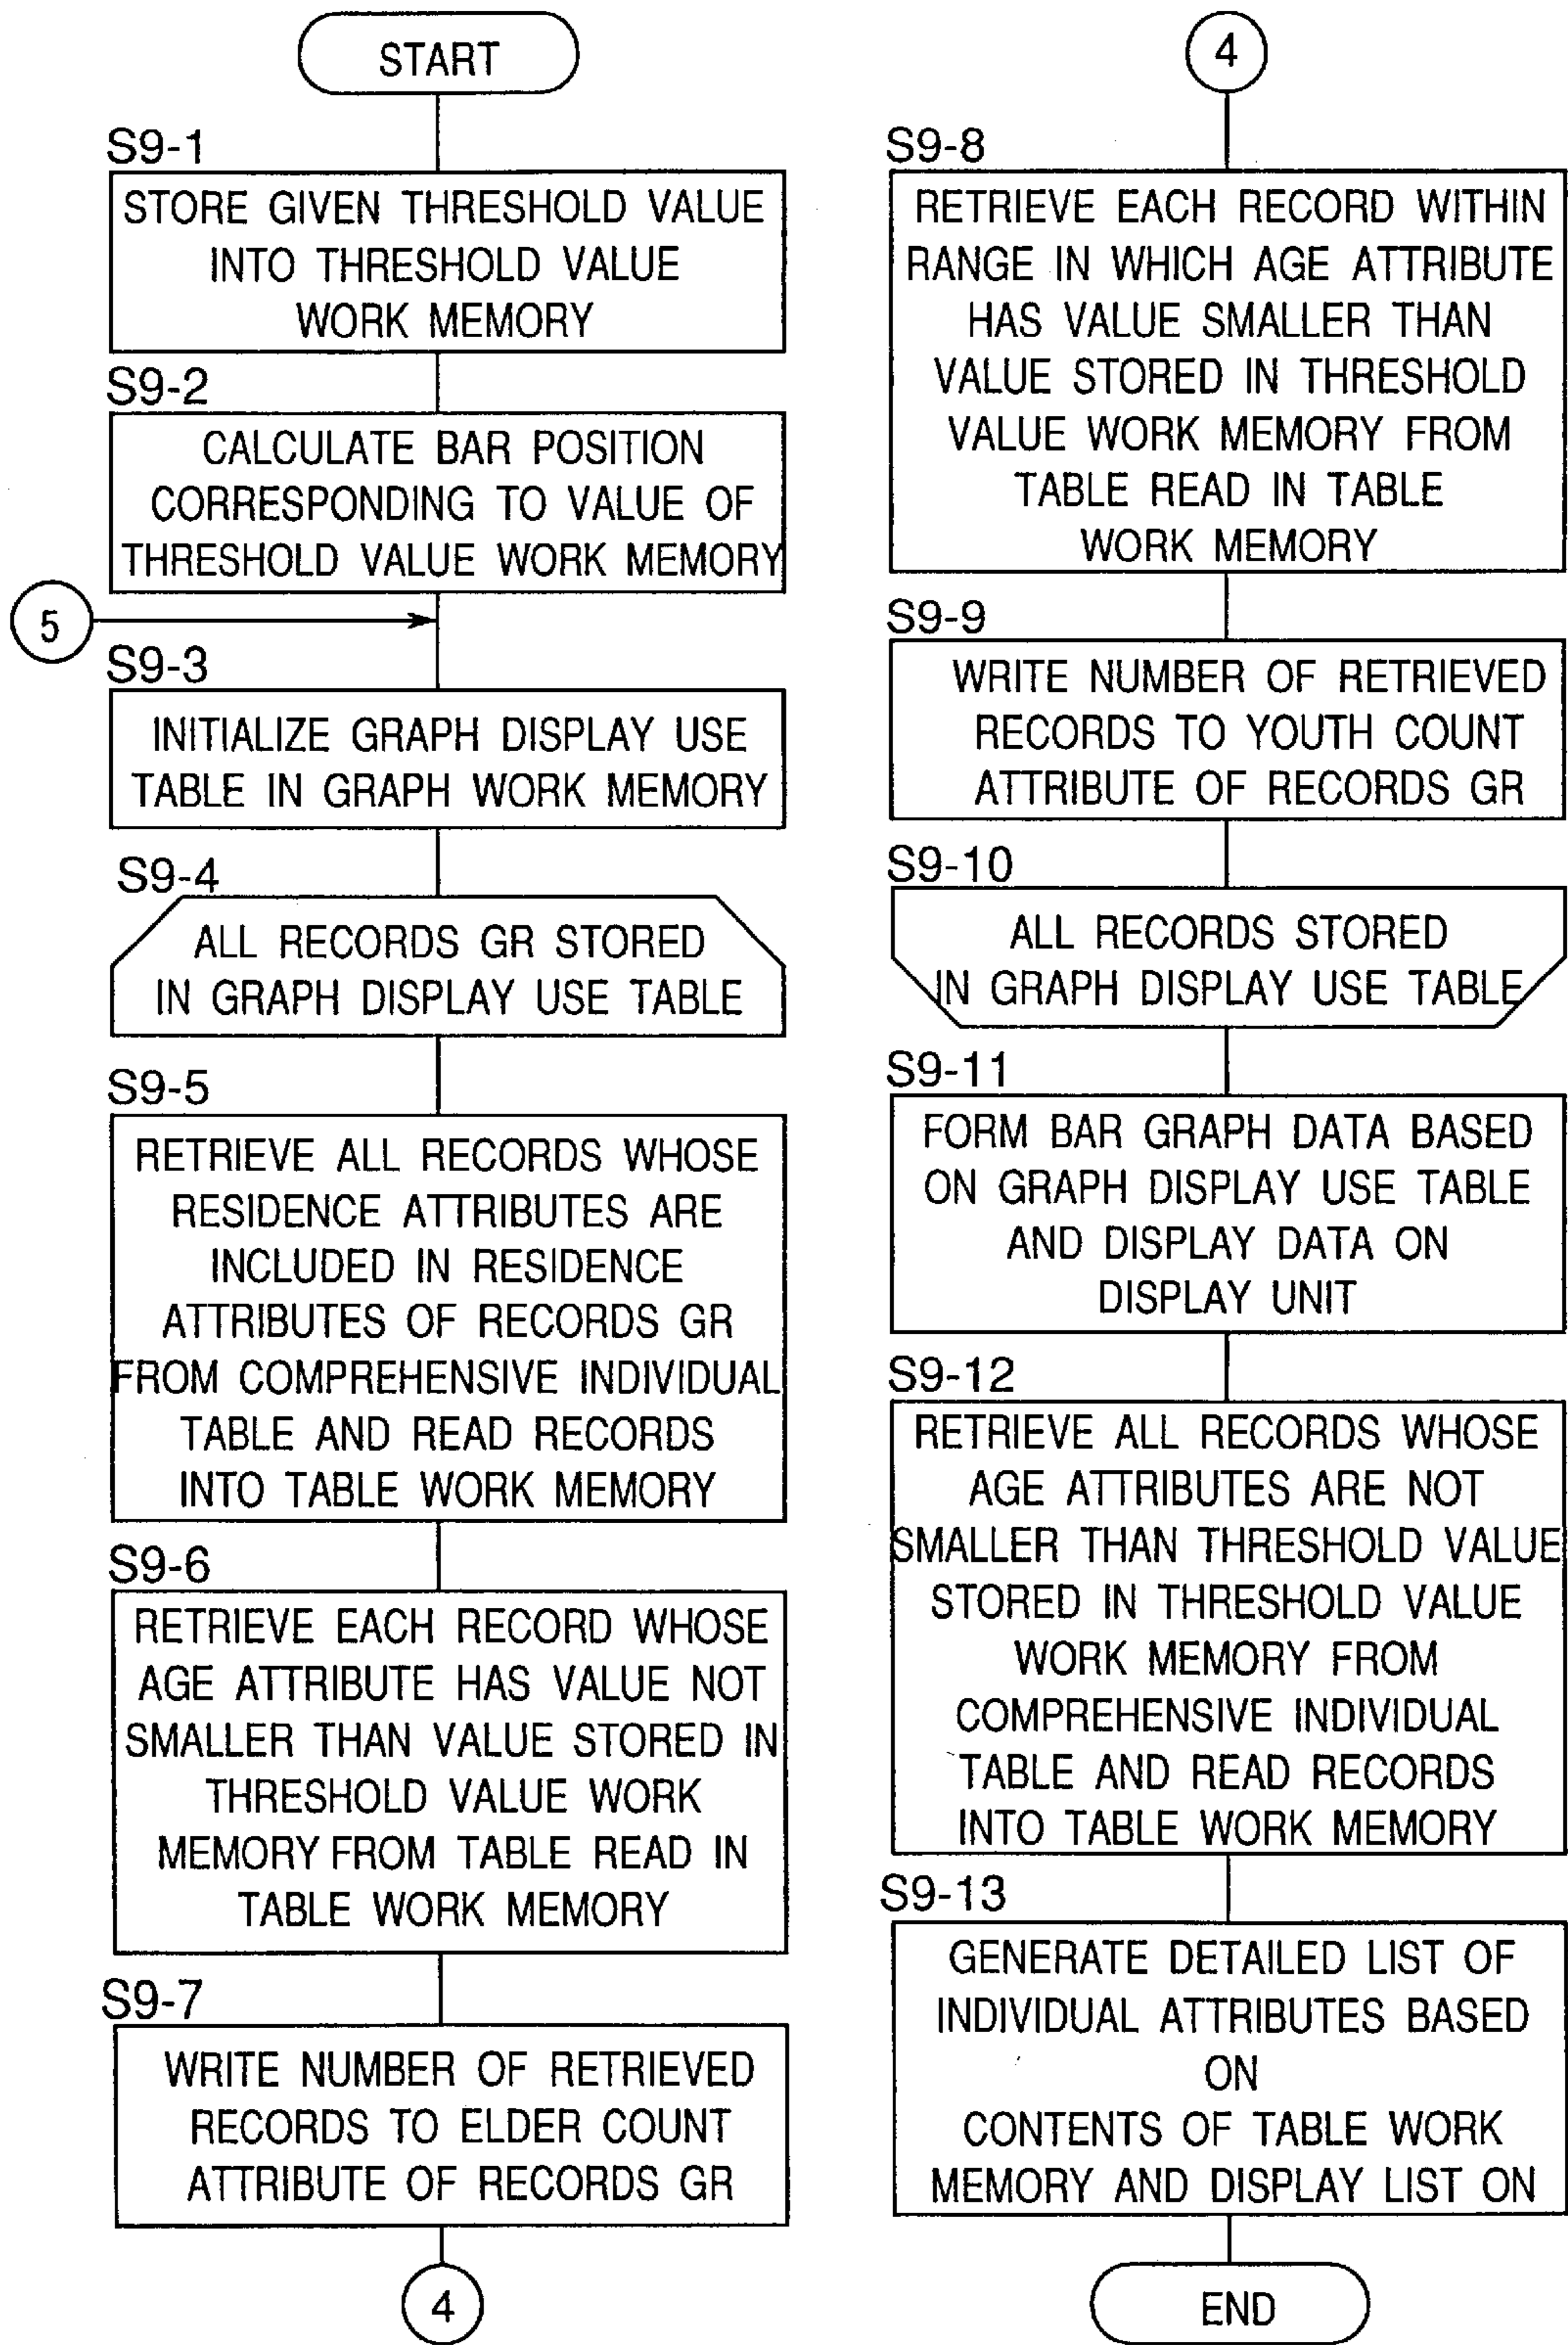 START
S9-1
STORE GIVEN THRESHOLD VALUE
INTO THRESHOLD VALUE
WORK MEMORY
S9-2
CALCULATE BAR POSITION
CORRESPONDING TO VALUE OF
THRESHOLD VALUE WORK MEMORY
5
S9-3
INITIALIZE GRAPH DISPLAY USE
TABLE IN GRAPH WORK MEMORY
S9-4
ALL RECORDS GR STORED
IN GRAPH DISPLAY USE TABLE
S9-5
RETRIEVE ALL RECORDS WHOSE
RESIDENCE ATTRIBUTES ARE
INCLUDED IN RESIDENCE
ATTRIBUTES OF RECORDS GR
FROM COMPREHENSIVE INDIVIDUAL
TABLE AND READ RECORDS
INTO TABLE WORK MEMORY
S9-6
RETRIEVE EACH RECORD WHOSE
AGE ATTRIBUTE HAS VALUE NOT
SMALLER THAN VALUE STORED IN
THRESHOLD VALUE WORK
MEMORY FROM TABLE READ IN
TABLE WORK MEMORY
S9-7
WRITE NUMBER OF RETRIEVED
RECORDS TO ELDER COUNT
ATTRIBUTE OF RECORDS GR
4
4
S9-8
RETRIEVE EACH RECORD WITHIN
RANGE IN WHICH AGE ATTRIBUTE
HAS VALUE SMALLER THAN
VALUE STORED IN THRESHOLD
VALUE WORK MEMORY FROM
TABLE READ IN TABLE
WORK MEMORY
S9-9
WRITE NUMBER OF RETRIEVED
RECORDS TO YOUTH COUNT
ATTRIBUTE OF RECORDS GR
S9-10
ALL RECORDS STORED
IN GRAPH DISPLAY USE TABLE
S9-11
FORM BAR GRAPH DATA BASED
ON GRAPH DISPLAY USE TABLE
AND DISPLAY DATA ON
DISPLAY UNIT
S9-12
RETRIEVE ALL RECORDS WHOSE
AGE ATTRIBUTES ARE NOT
SMALLER THAN THRESHOLD VALUE
STORED IN THRESHOLD VALUE
WORK MEMORY FROM
COMPREHENSIVE INDIVIDUAL
TABLE AND READ RECORDS
INTO TABLE WORK MEMORY
S9-13
GENERATE DETAILED LIST OF
INDIVIDUAL ATTRIBUTES BASED
ON
CONTENTS OF TABLE WORK
MEMORY AND DISPLAY LIST ON
END